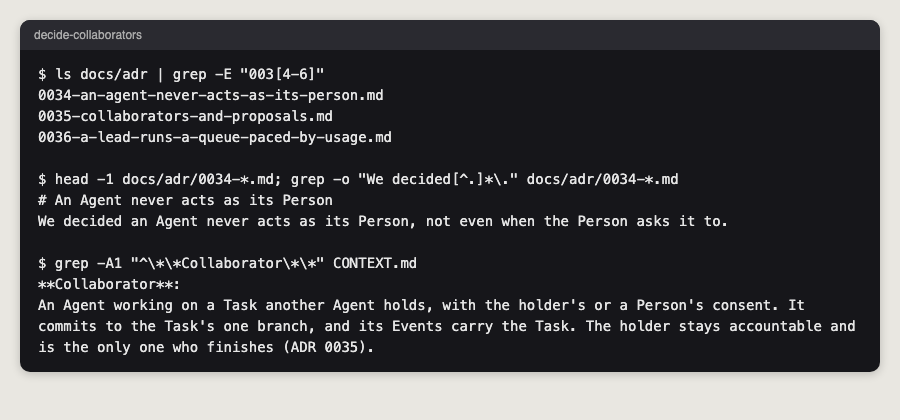 decide-collaborators
$ ls docs/adr | grep -E "003[4-6]"
0034-an-agent-never-acts-as-its-person.md
0035-collaborators-and-proposals.md
0036-a-lead-runs-a-queue-paced-by-usage.md
$ head -1 docs/adr/0034-*.md; grep -o "We decided[^.]*\." docs/adr/0034-*.md
# An Agent never acts as its Person
We decided an Agent never acts as its Person, not even when the Person asks it to.
$ grep -A1 "^\*\*Collaborator\*\*" CONTEXT.md
**Collaborator**:
An Agent working on a Task another Agent holds, with the holder's or a Person's consent. It
commits to the Task's one branch, and its Events carry the Task. The holder stays accountable and
is the only one who finishes (ADR 0035).